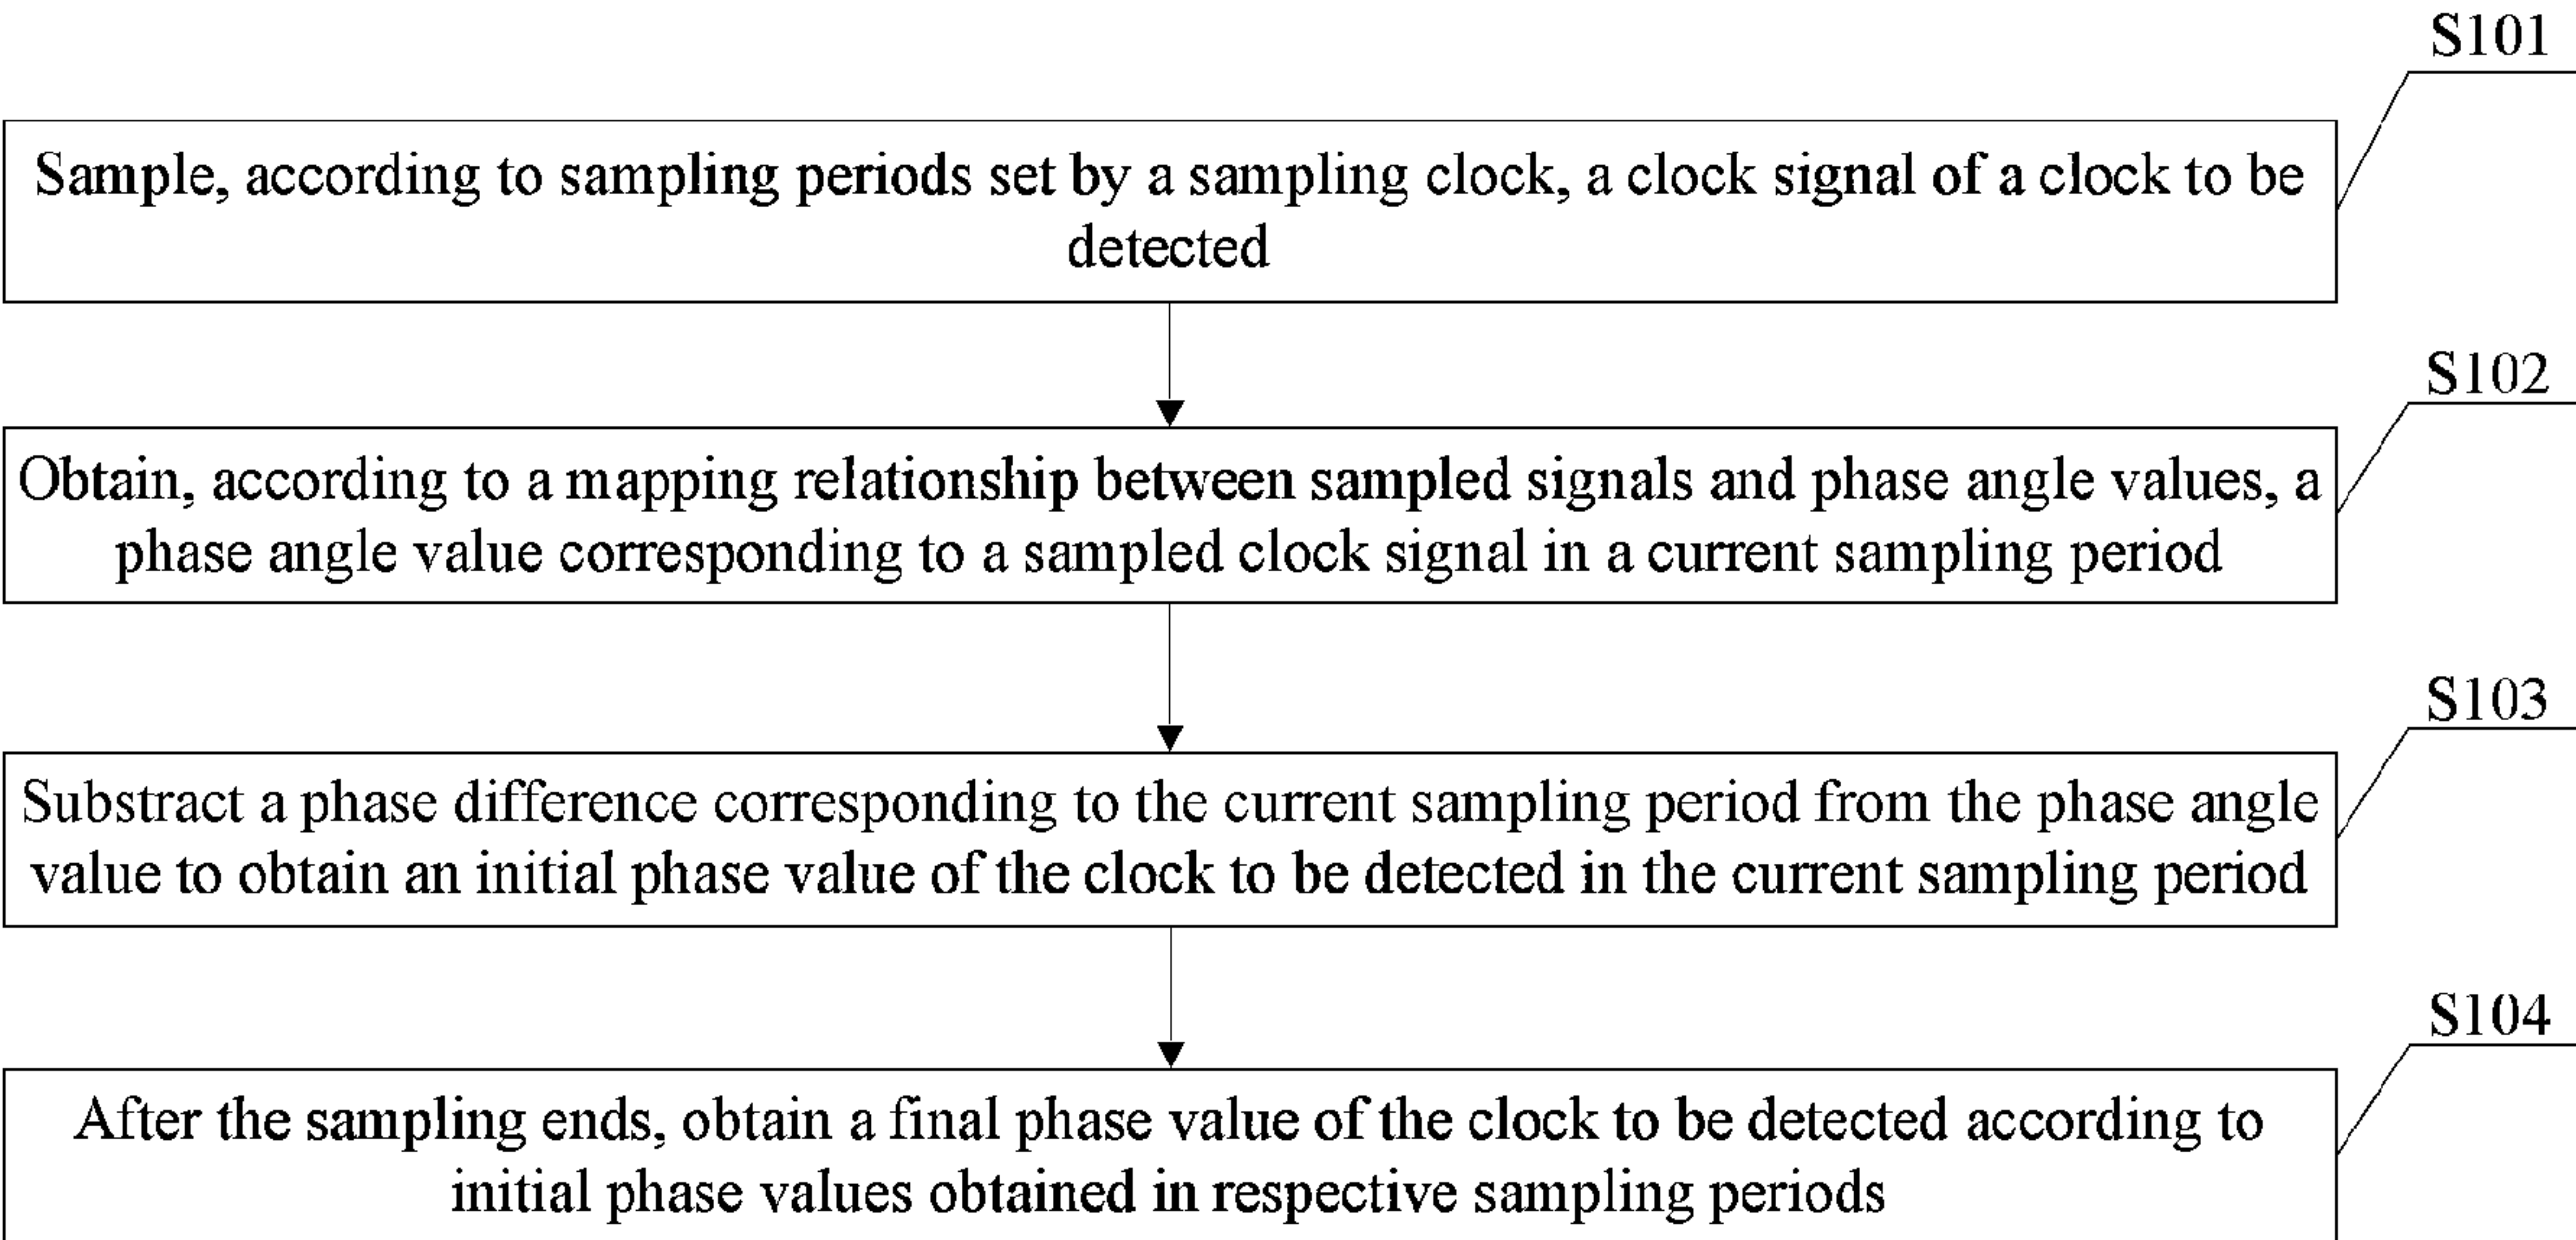 S101
Sample, according to sampling periods set by a sampling clock, a clock signal of a clock to be
detected
S102
Obtain, according to a mapping relationship between sampled signals and phase angle values, a
phase angle value corresponding to a sampled clock signal in a current sampling period
S103
Substract a phase difference corresponding to the current sampling period from the phase angle
value to obtain an initial phase value of the clock to be detected in the current sampling period
S104
After the sampling ends, obtain a final phase value of the clock to be detected according to
initial phase values obtained in respective sampling periods